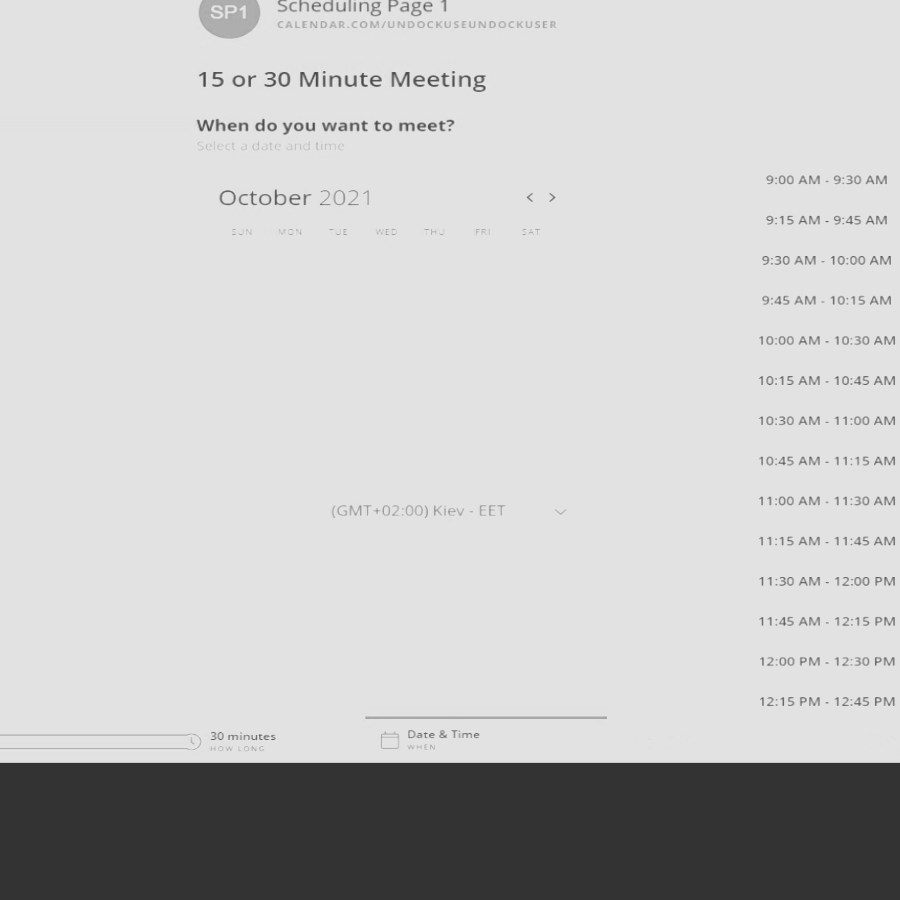 SP1
Scheduling Page 1
CALENDAR.COM/UNDOCKUSEUNDOCKUSER
15 or 30 Minute Meeting
When do you want to meet?
Select a date and time
October 2021
< >
SUN MON TUE WED THU FRI SAT
(GMT+02:00) Kiev - EET
9:00 AM - 9:30 AM
9:15 AM - 9:45 AM
9:30 AM - 10:00 AM
9:45 AM - 10:15 AM
10:00 AM - 10:30 AM
10:15 AM - 10:45 AM
10:30 AM - 11:00 AM
10:45 AM - 11:15 AM
11:00 AM - 11:30 AM
11:15 AM - 11:45 AM
11:30 AM - 12:00 PM
11:45 AM - 12:15 PM
12:00 PM - 12:30 PM
12:15 PM - 12:45 PM
30 minutes
HOW LONG
Date & Time
WHEN